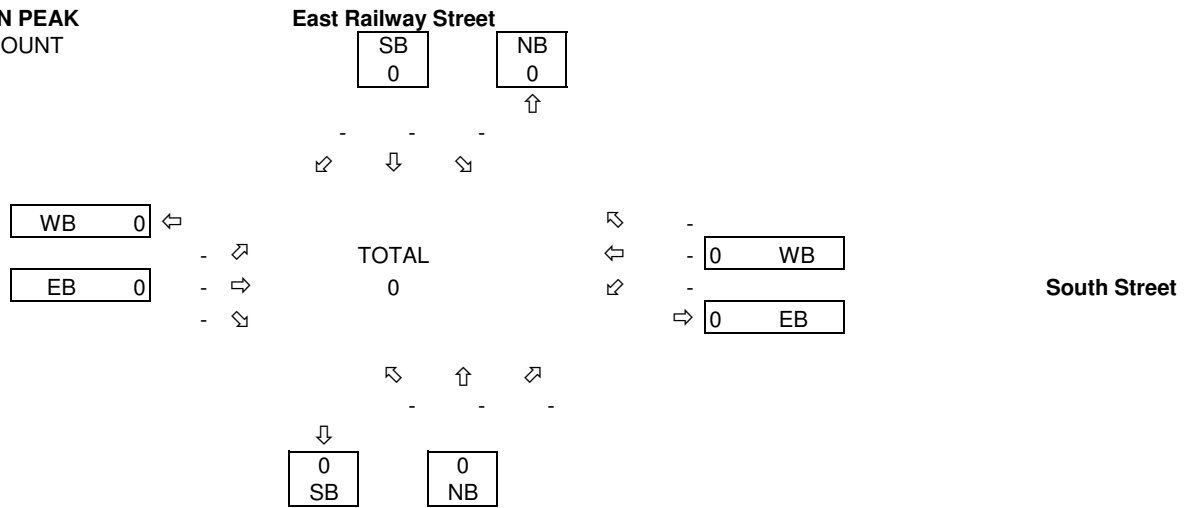 N PEAK East Railway Street
OUNT SB NB
0 0
⇧
- - -
⬃ ⇩ ⬂
WB 0 ⇦ ⬁ -
- ⬀ TOTAL ⇦ - 0 WB
EB 0 - ⇨ 0 ⬃ - South Street
- ⬂ ⇨ 0 EB
⬁ ⇧ ⬀
- - -
⇩
0 0
SB NB